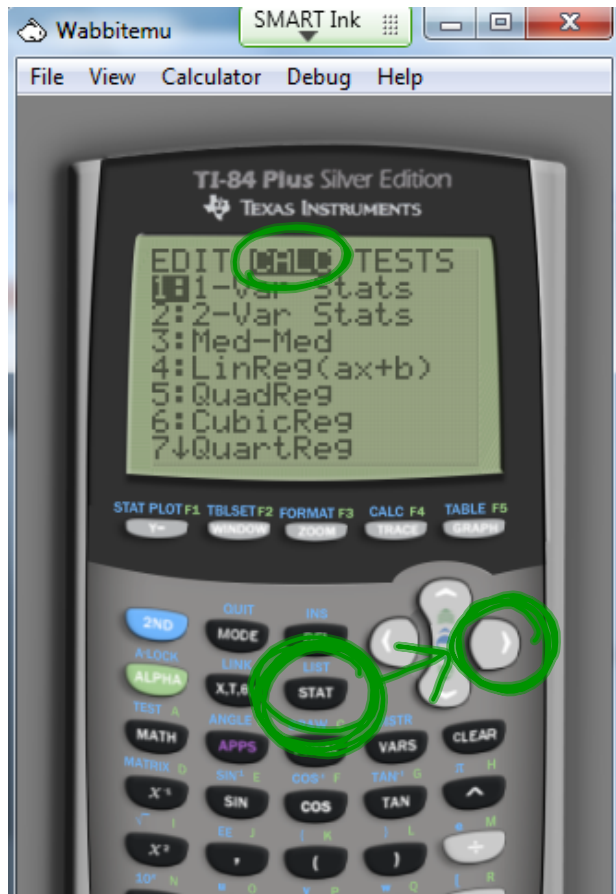 Wabbitemu
SMART Ink
File View Calculator Debug Help
TI-84 Plus Silver Edition
TEXAS INSTRUMENTS
EDIT CALC TESTS
1:1-Var Stats
2:2-Var Stats
3:Med-Med
4:LinReg(ax+b)
5:QuadReg
6:CubicReg
7↓QuartReg
STAT PLOT F1 TBLSET F2 FORMAT F3 CALC F4 TABLE F5
Y= WINDOW ZOOM TRACE GRAPH
QUIT INS
2ND MODE DEL
A-LOCK LINK LIST
ALPHA X,T,θ STAT
TEST A ANGLE
MATH APPS VARS CLEAR
MATRIX D SIN⁻¹ E COS⁻¹ F TAN⁻¹ G π H
SIN COS TAN ^
√ I EE J { K } L e M
X² , ( ) ÷
10ˣ N O P Q [ R